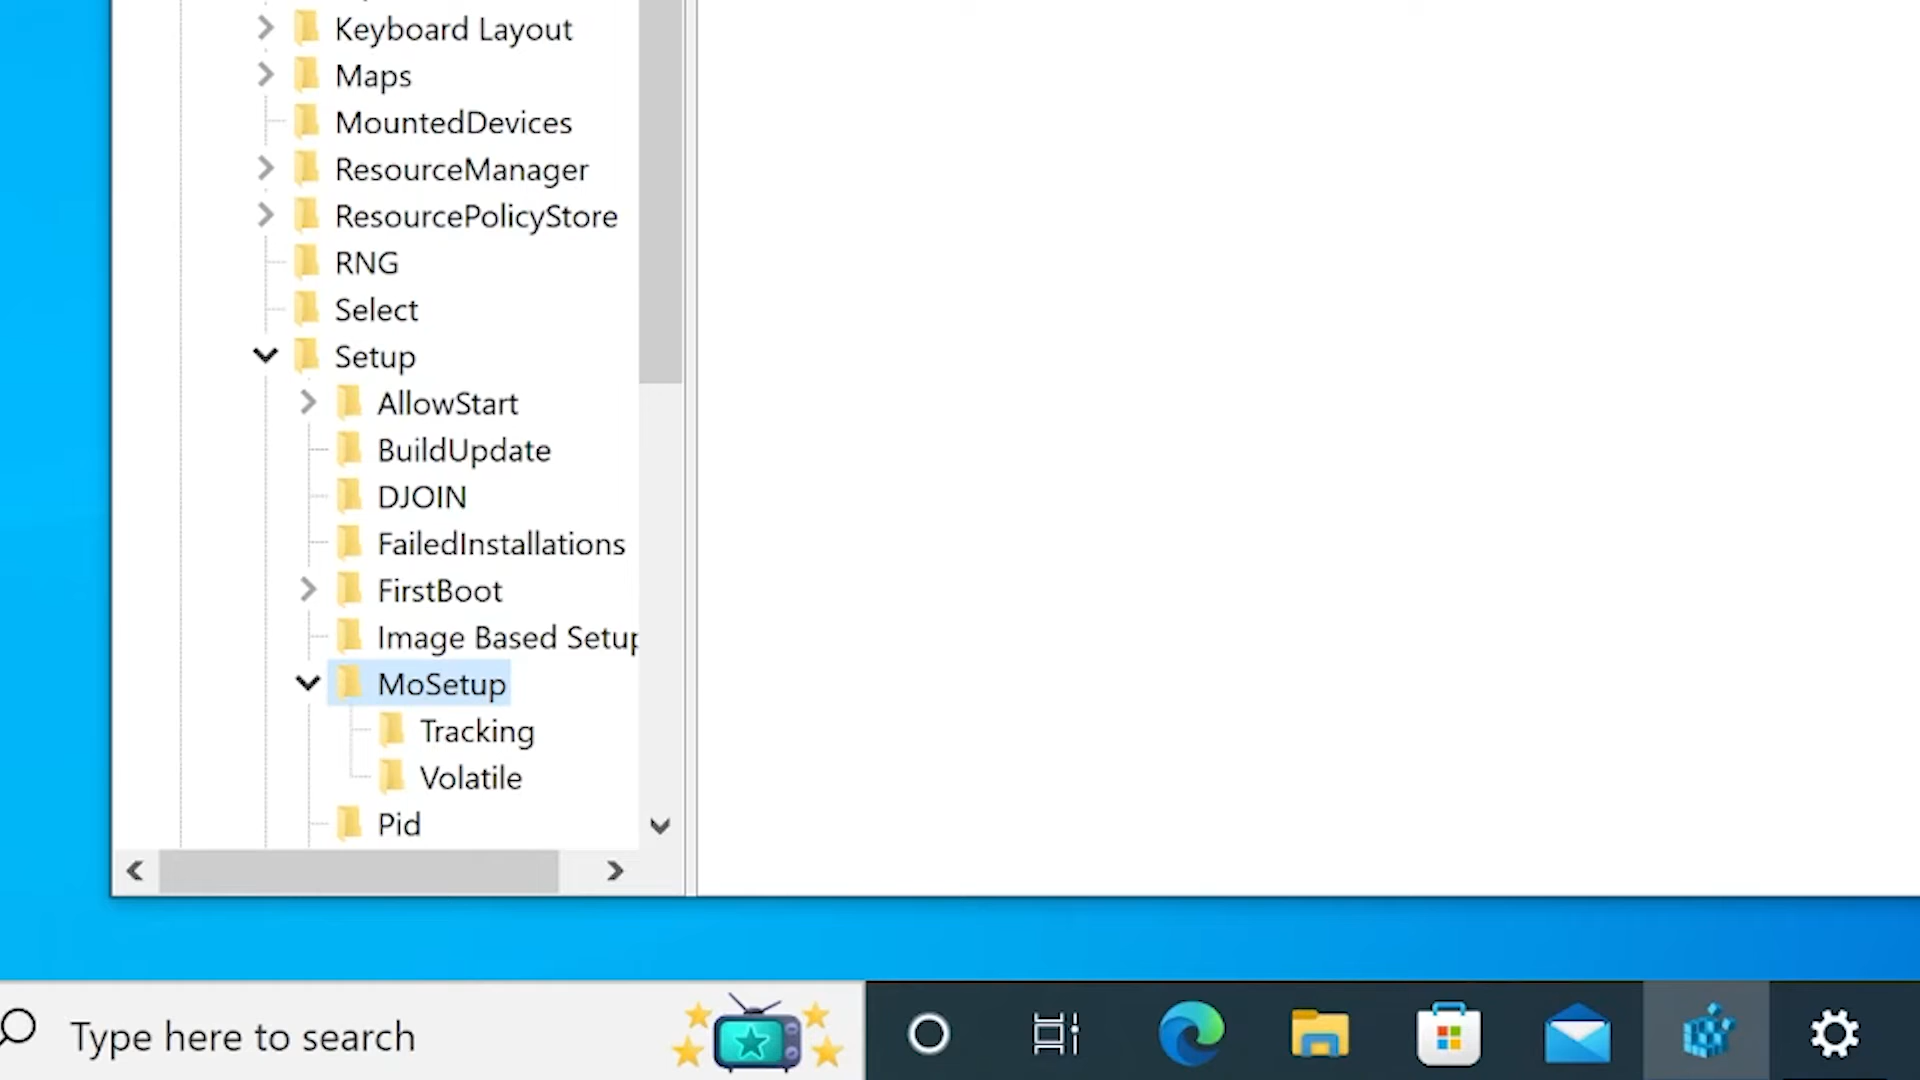 Keyboard Layout
Maps
MountedDevices
ResourceManager
ResourcePolicyStore
RNG
Select
Setup
AllowStart
BuildUpdate
DJOIN
FailedInstallations
FirstBoot
Image Based Setup
MoSetup
Tracking
Volatile
Pid
Type here to search